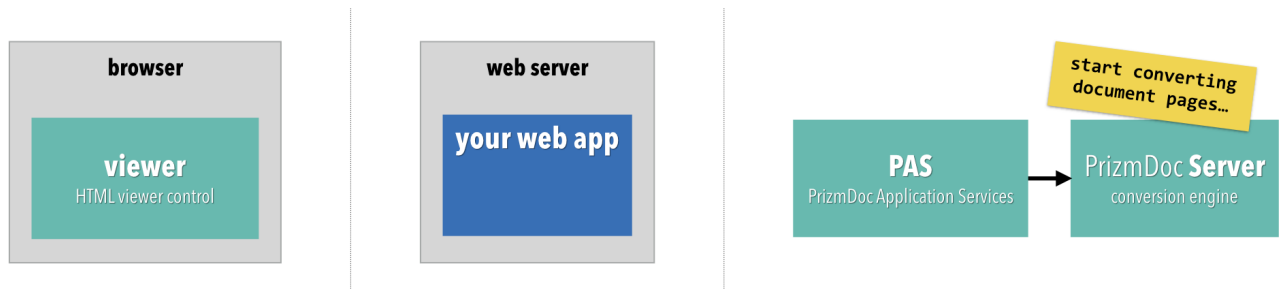 browser
viewer
HTML viewer control
web server
your web app
PAS
PrizmDoc Application Services
start converting
document pages…
PrizmDoc Server
conversion engine